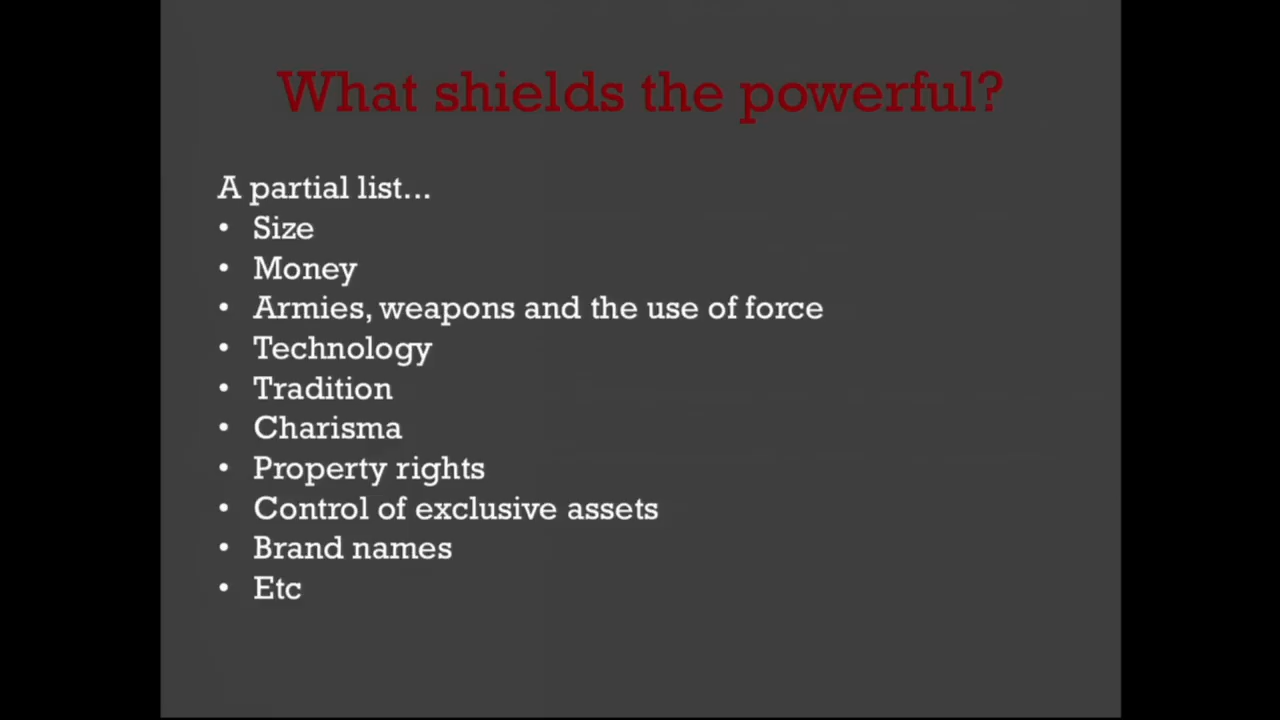 What shields the powerful?
A partial list...
• Size
• Money
• Armies, weapons and the use of force
• Technology
• Tradition
• Charisma
• Property rights
• Control of exclusive assets
• Brand names
• Etc